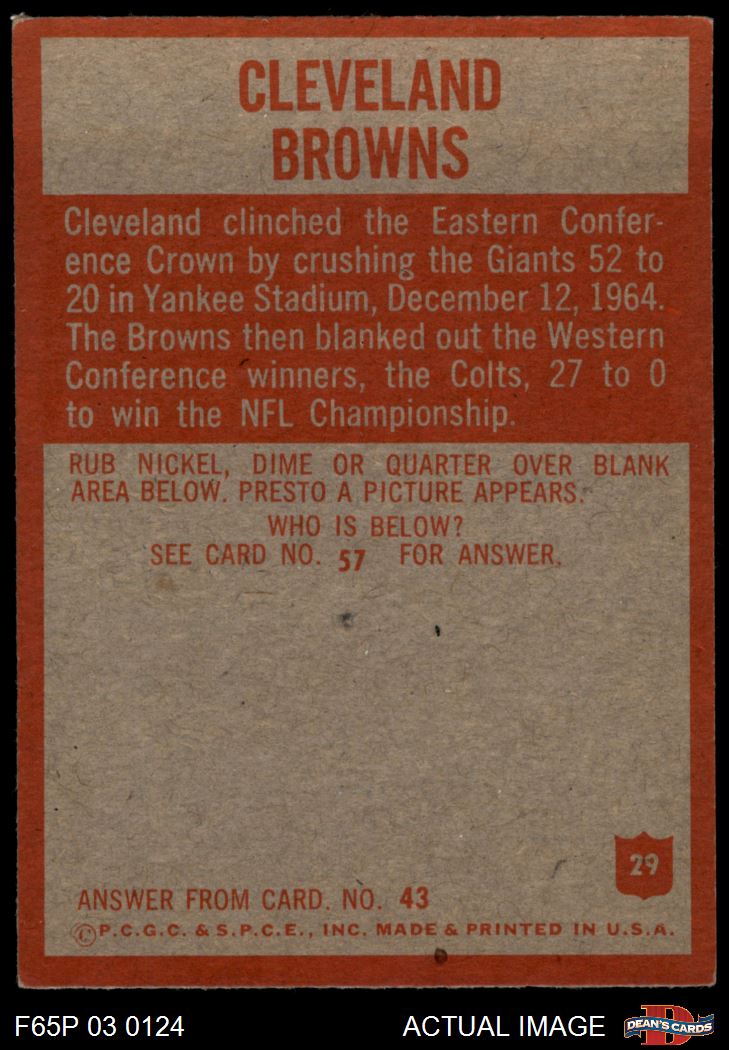 CLEVELAND
BROWNS
Cleveland clinched the Eastern Confer-
ence Crown by crushing the Giants 52 to
20 in Yankee Stadium, December 12, 1964.
The Browns then blanked out the Western
Conference winners, the Colts, 27 to 0
to win the NFL Championship.
RUB NICKEL, DIME OR QUARTER OVER BLANK
AREA BELOW. PRESTO A PICTURE APPEARS.
WHO IS BELOW?
SEE CARD NO. 57 FOR ANSWER.
29
ANSWER FROM CARD. NO. 43
©P.C.G.C. & S.P.C.E., INC. MADE & PRINTED IN U.S.A.
F65P 03 0124
ACTUAL IMAGE
DEAN'S CARDS